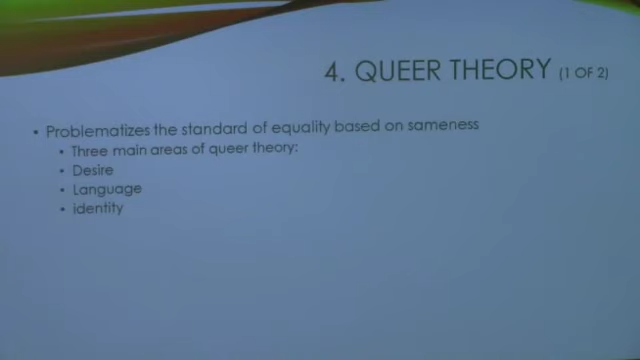 4. QUEER THEORY (1 OF 2)
• Problematizes the standard of equality based on sameness
• Three main areas of queer theory:
• Desire
• Language
• identity